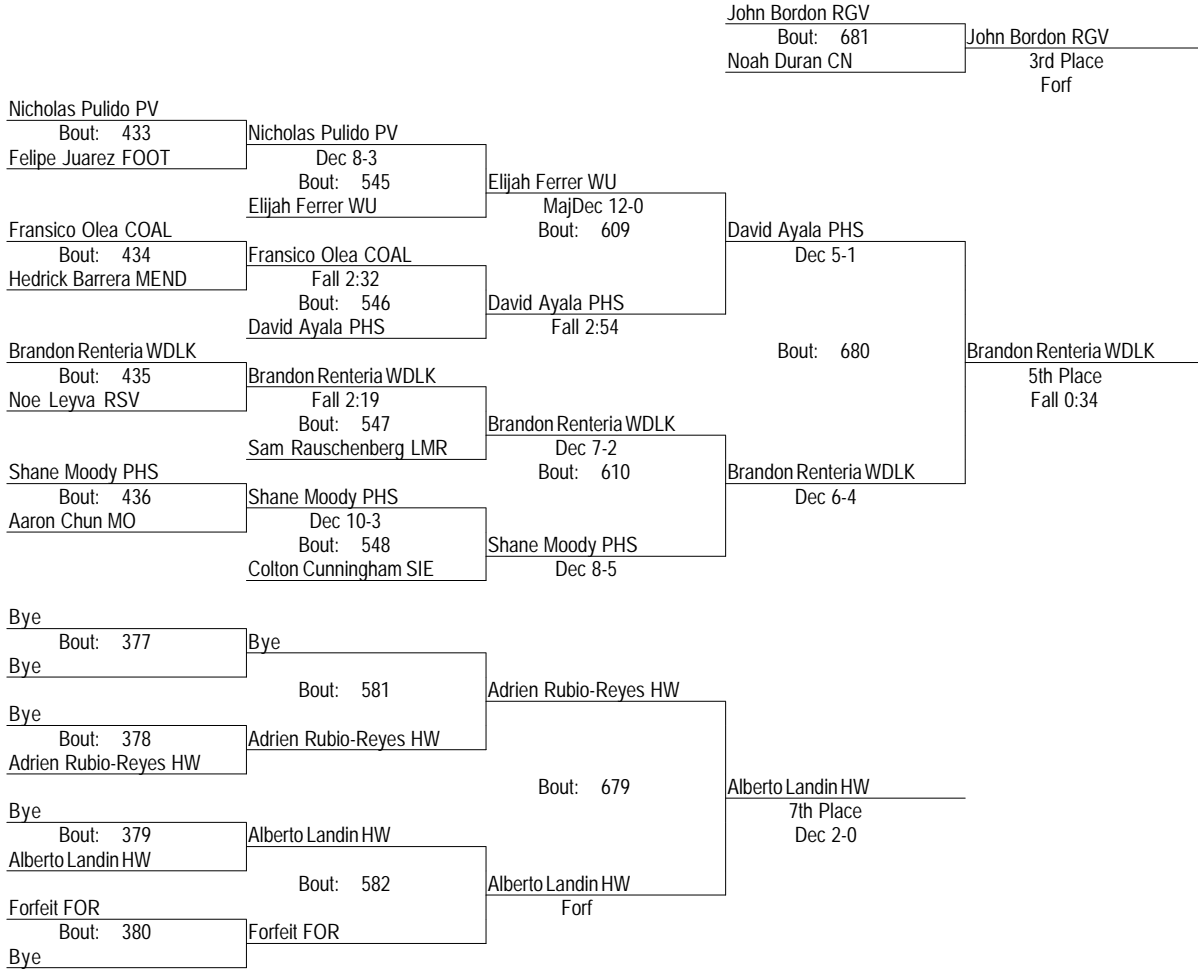 John Bordon RGV
Bout: 681
John Bordon RGV
Noah Duran CN
3rd Place
Forf
Nicholas Pulido PV
Bout: 433
Nicholas Pulido PV
Felipe Juarez FOOT
Dec 8-3
Bout: 545
Elijah Ferrer WU
Elijah Ferrer WU
MajDec 12-0
Fransico Olea COAL
Bout: 609
David Ayala PHS
Bout: 434
Fransico Olea COAL
Dec 5-1
Hedrick Barrera MEND
Fall 2:32
Bout: 546
David Ayala PHS
David Ayala PHS
Fall 2:54
Brandon Renteria WDLK
Bout: 680
Brandon Renteria WDLK
Bout: 435
Brandon Renteria WDLK
5th Place
Noe Leyva RSV
Fall 2:19
Fall 0:34
Bout: 547
Brandon Renteria WDLK
Sam Rauschenberg LMR
Dec 7-2
Shane Moody PHS
Bout: 610
Brandon Renteria WDLK
Bout: 436
Shane Moody PHS
Dec 6-4
Aaron Chun MO
Dec 10-3
Bout: 548
Shane Moody PHS
Colton Cunningham SIE
Dec 8-5
Bye
Bout: 377
Bye
Bye
Bout: 581
Adrien Rubio-Reyes HW
Bye
Bout: 378
Adrien Rubio-Reyes HW
Adrien Rubio-Reyes HW
Bout: 679
Alberto Landin HW
Bye
7th Place
Bout: 379
Alberto Landin HW
Dec 2-0
Alberto Landin HW
Bout: 582
Alberto Landin HW
Forfeit FOR
Forf
Bout: 380
Forfeit FOR
Bye